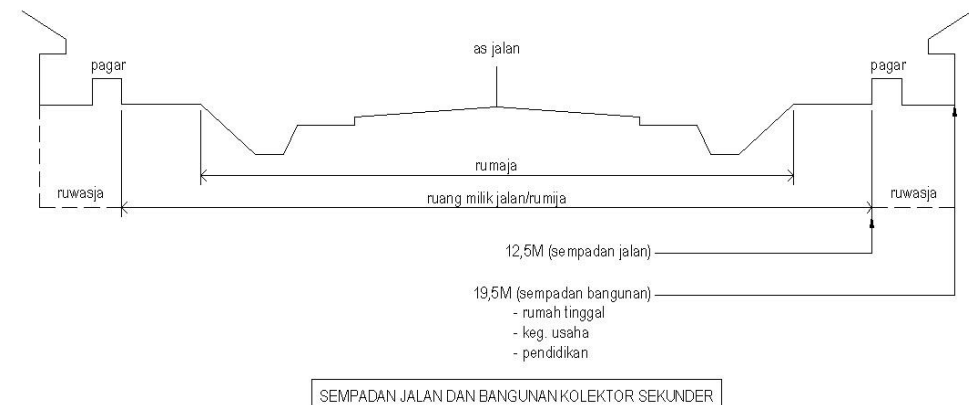 as jalan
pagar
pagar
rumaja
ruwasja
ruang milik jalan/rumija
ruwasja
12,5M (sempadan jalan)
19,5M (sempadan bangunan)
- rumah tinggal
- keg. usaha
- pendidikan
SEMPADAN JALAN DAN BANGUNAN KOLEKTOR SEKUNDER